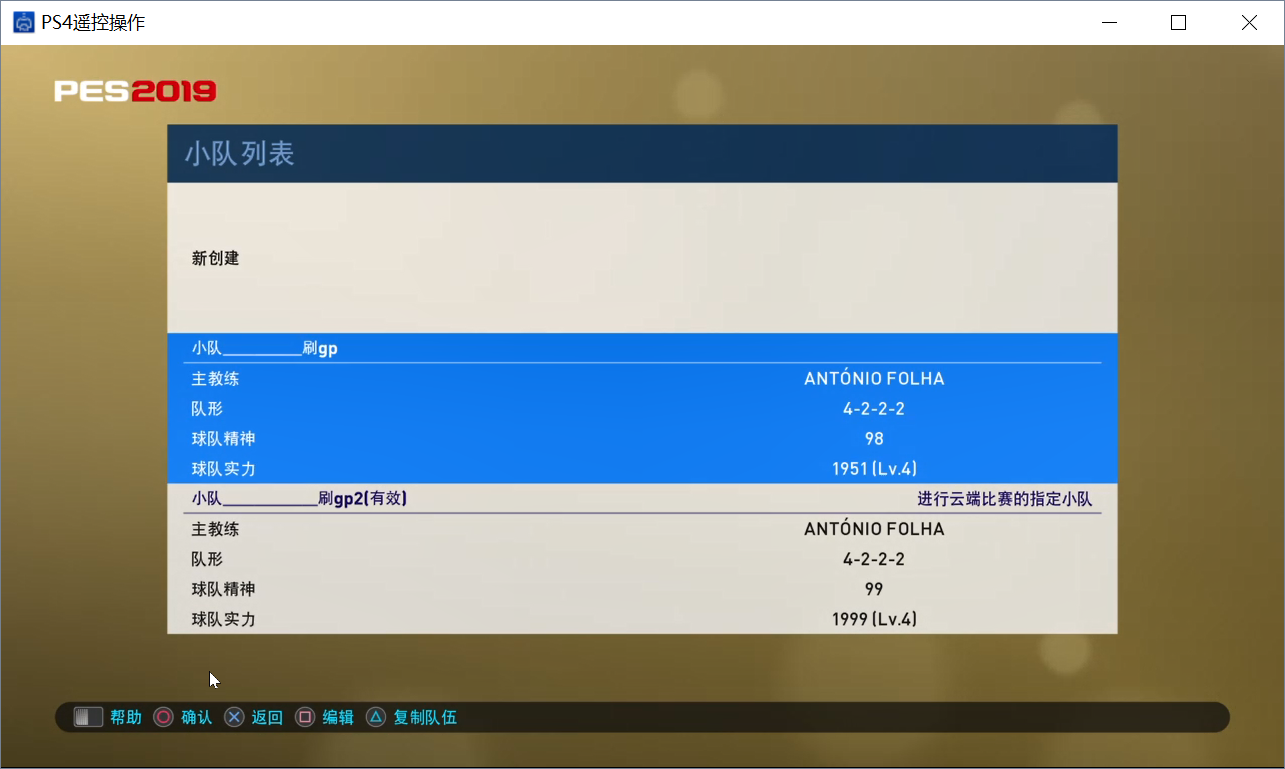 PS4遥控操作
PES2019
小队列表
新创建
小队__________刷gp
主教练 ANTÓNIO FOLHA
队形 4-2-2-2
球队精神 98
球队实力 1951 (Lv.4)
小队____________刷gp2(有效) 进行云端比赛的指定小队
主教练 ANTÓNIO FOLHA
队形 4-2-2-2
球队精神 99
球队实力 1999 (Lv.4)
帮助 确认 返回 编辑 复制队伍